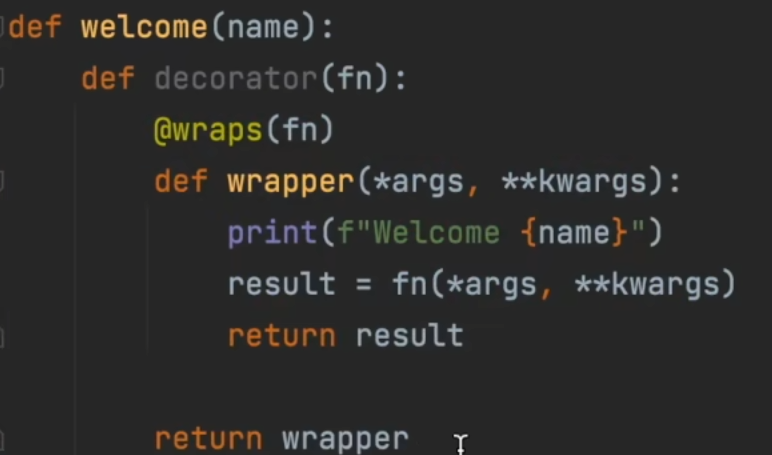 def welcome(name):
    def decorator(fn):
        @wraps(fn)
        def wrapper(*args, **kwargs):
            print(f"Welcome {name}")
            result = fn(*args, **kwargs)
            return result
        return wrapper